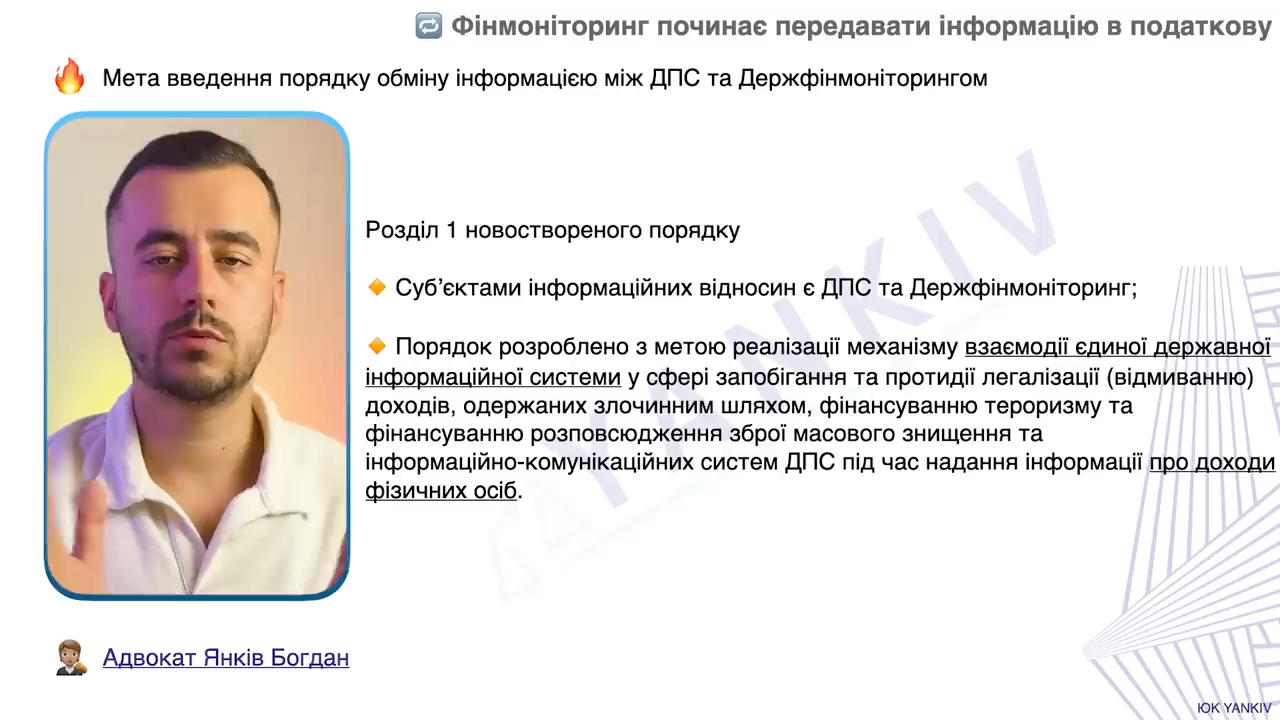 Фінмоніторинг починає передавати інформацію в податкову
Мета введення порядку обміну інформацією між ДПС та Держфінмоніторингом
Розділ 1 новоствореного порядку
Суб’єктами інформаційних відносин є ДПС та Держфінмоніторинг;
Порядок розроблено з метою реалізації механізму взаємодії єдиної державної
інформаційної системи у сфері запобігання та протидії легалізації (відмиванню)
доходів, одержаних злочинним шляхом, фінансуванню тероризму та
фінансуванню розповсюдження зброї масового знищення та
інформаційно-комунікаційних систем ДПС під час надання інформації про доходи
фізичних осіб.
YANKIV
Адвокат Янків Богдан
ЮК YANKIV